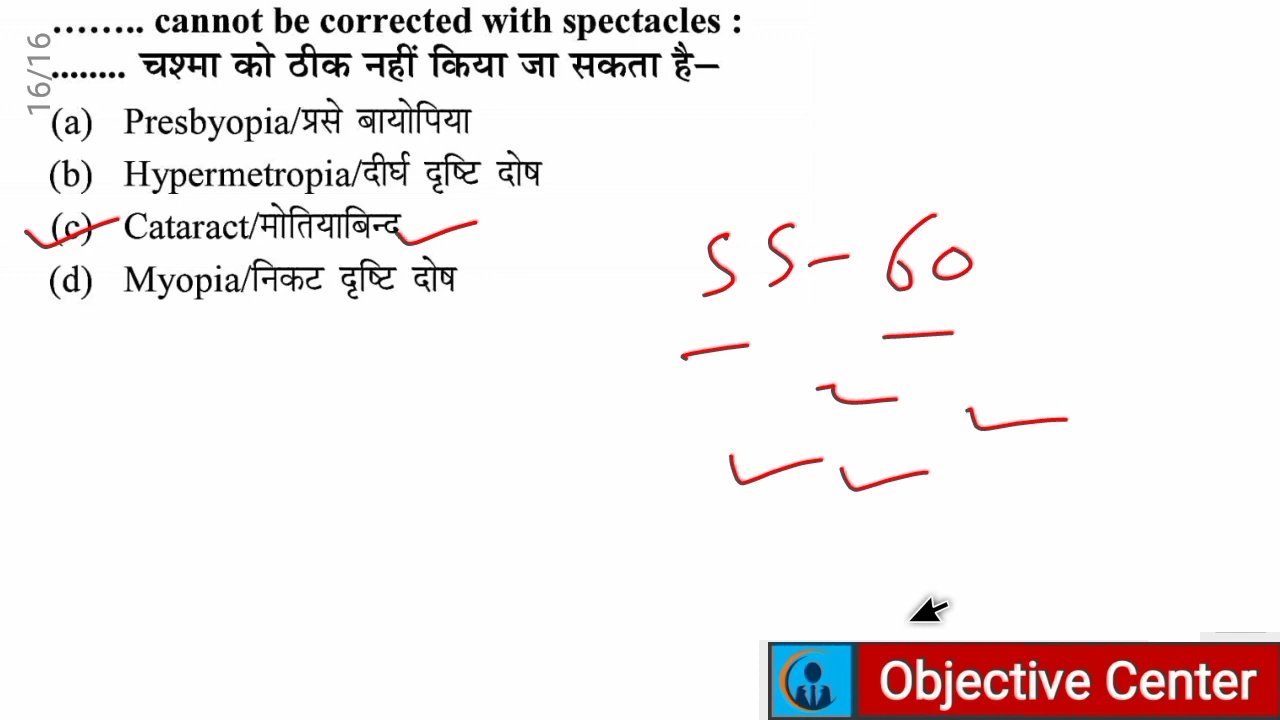 ........ cannot be corrected with spectacles :
........ चश्मा को ठीक नहीं किया जा सकता है–
16/16
(a) Presbyopia/प्रसे बायोपिया
(b) Hypermetropia/दीर्घ दृष्टि दोष
(c) Cataract/मोतियाबिन्द
(d) Myopia/निकट दृष्टि दोष
55-60
Objective Center